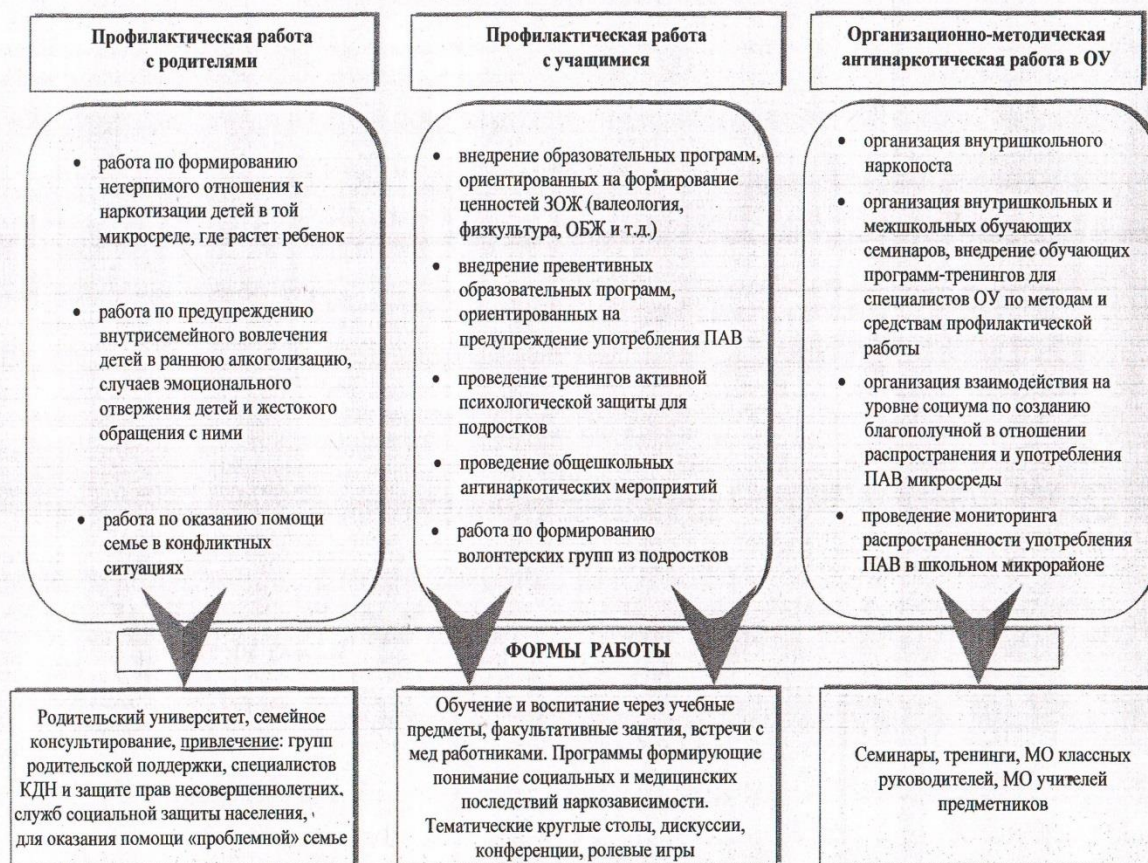 Профилактическая работа
с родителями
Профилактическая работа
с учащимися
Организационно-методическая
антинаркотическая работа в ОУ
• работа по формированию
нетерпимого отношения к
наркотизации детей в той
микросреде, где растет ребенок
• работа по предупреждению
внутрисемейного вовлечения
детей в раннюю алкоголизацию,
случаев эмоционального
отвержения детей и жестокого
обращения с ними
• работа по оказанию помощи
семье в конфликтных
ситуациях
• внедрение образовательных программ,
ориентированных на формирование
ценностей ЗОЖ (валеология,
физкультура, ОБЖ и т.д.)
• внедрение превентивных
образовательных программ,
ориентированных на
предупреждение употребления ПАВ
• проведение тренингов активной
психологической защиты для
подростков
• проведение общешкольных
антинаркотических мероприятий
• работа по формированию
волонтерских групп из подростков
• организация внутришкольного
наркопоста
• организация внутришкольных и
межшкольных обучающих
семинаров, внедрение обучающих
программ-тренингов для
специалистов ОУ по методам и
средствам профилактической
работы
• организация взаимодействия на
уровне социума по созданию
благополучной в отношении
распространения и употребления
ПАВ микросреды
• проведение мониторинга
распространенности употребления
ПАВ в школьном микрорайоне
ФОРМЫ РАБОТЫ
Родительский университет, семейное
консультирование, привлечение: групп
родительской поддержки, специалистов
КДН и защите прав несовершеннолетних,
служб социальной защиты населения,
для оказания помощи «проблемной» семье
Обучение и воспитание через учебные
предметы, факультативные занятия, встречи с
мед работниками. Программы формирующие
понимание социальных и медицинских
последствий наркозависимости.
Тематические круглые столы, дискуссии,
конференции, ролевые игры
Семинары, тренинги, МО классных
руководителей, МО учителей
предметников